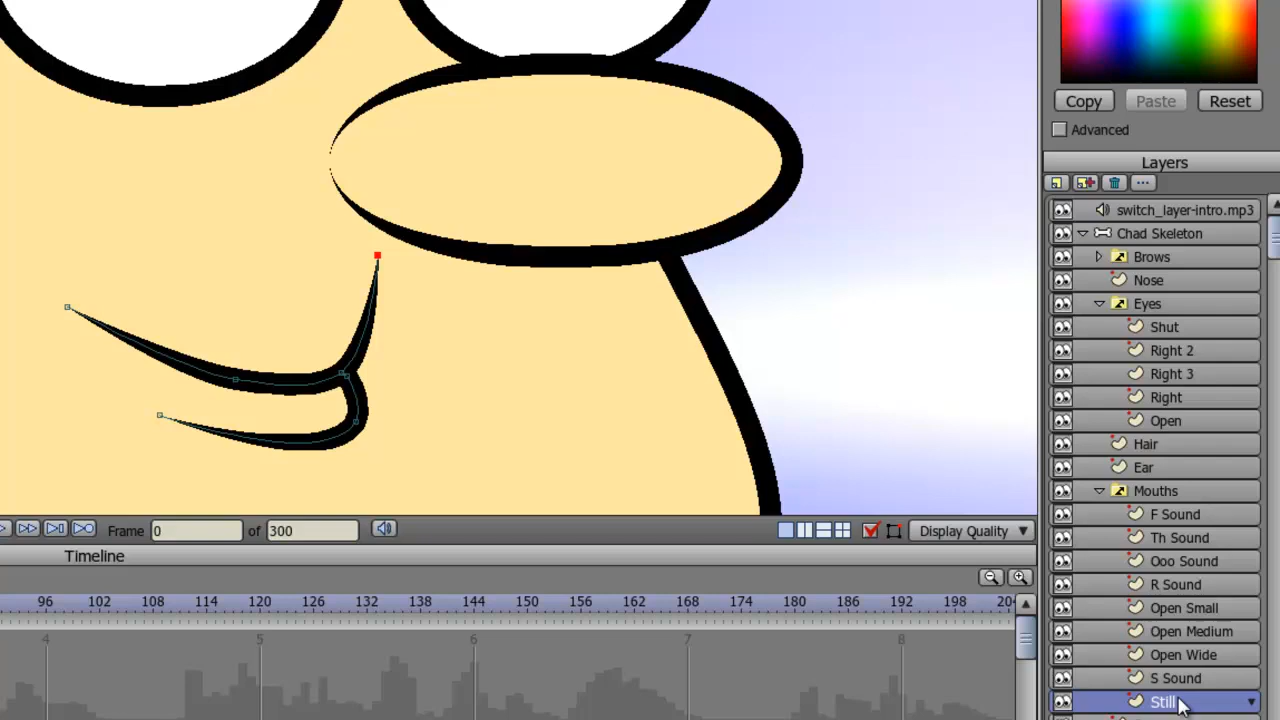 Copy Paste Reset
Advanced
Layers
switch_layer-intro.mp3
Chad Skeleton
Brows
Nose
Eyes
Shut
Right 2
Right 3
Right
Open
Hair
Ear
Mouths
F Sound
Th Sound
Ooo Sound
R Sound
Open Small
Open Medium
Open Wide
S Sound
Still
Frame 0 of 300 Display Quality
Timeline
96 102 108 114 120 126 132 138 144 150 156 162 168 174 180 186 192 198 20
4 5 6 7 8